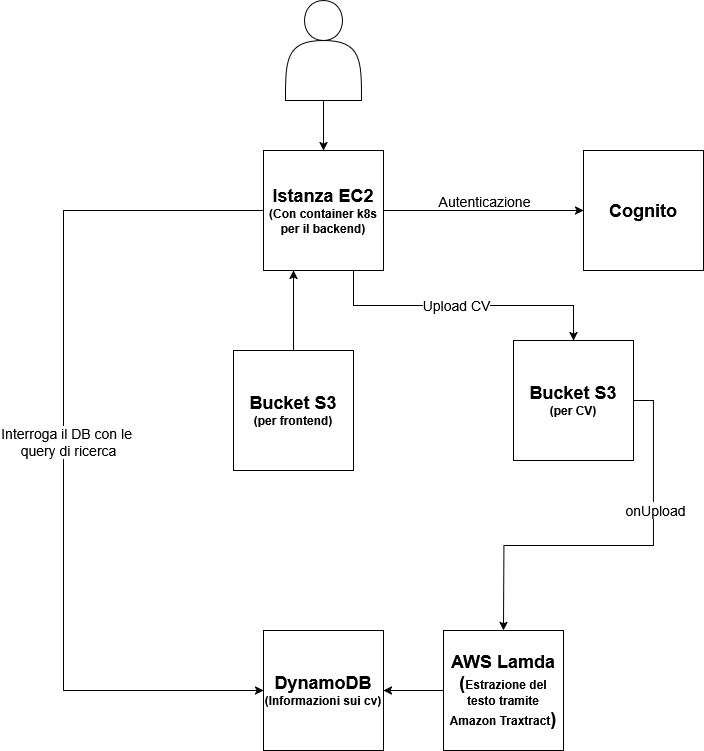 Istanza EC2
(Con container k8s
per il backend)
Autenticazione
Cognito
Upload CV
Bucket S3
(per frontend)
Bucket S3
(per CV)
Interroga il DB con le
query di ricerca
onUpload
DynamoDB
(Informazioni sui cv)
AWS Lamda
(Estrazione del
testo tramite
Amazon Traxtract)